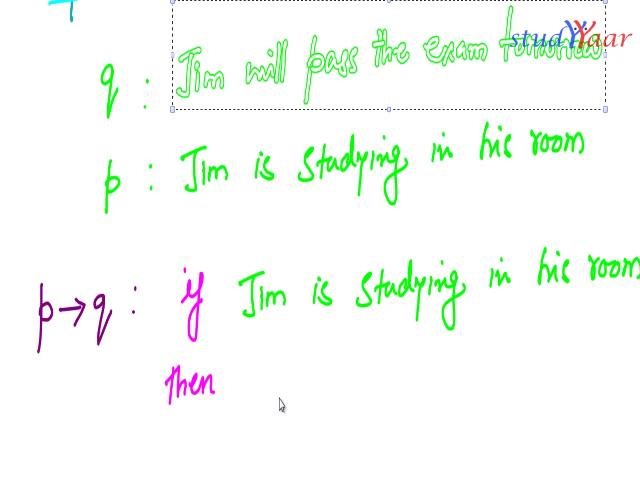 studYYaar
q : Jim will pass the exam tomorrow
p : Jim is studying in his room
p → q : if Jim is studying in his room
then